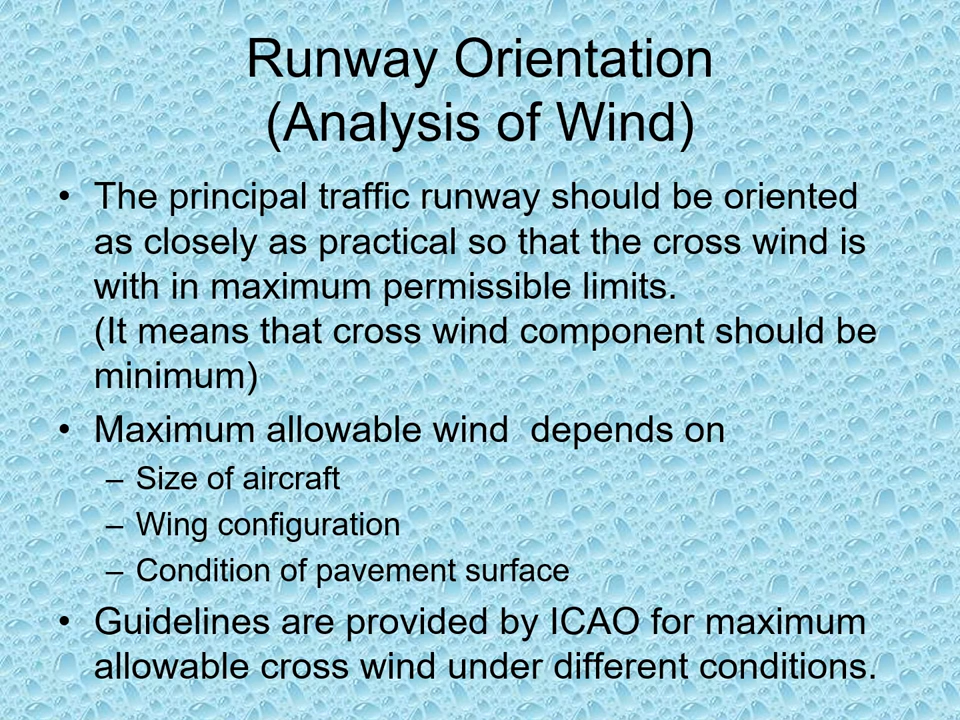 Runway Orientation
(Analysis of Wind)
• The principal traffic runway should be oriented
as closely as practical so that the cross wind is
with in maximum permissible limits.
(It means that cross wind component should be
minimum)
• Maximum allowable wind  depends on
– Size of aircraft
– Wing configuration
– Condition of pavement surface
• Guidelines are provided by ICAO for maximum
allowable cross wind under different conditions.